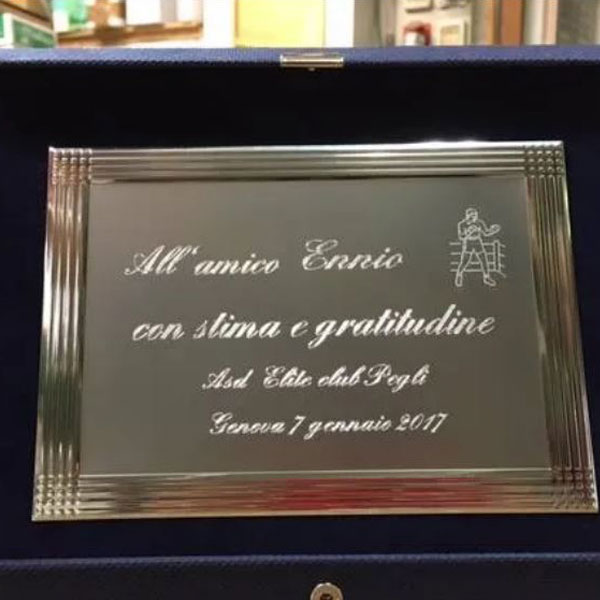 All'amico Ennio
con stima e gratitudine
Asd Elite club Pegli
Genova 7 gennaio 2017